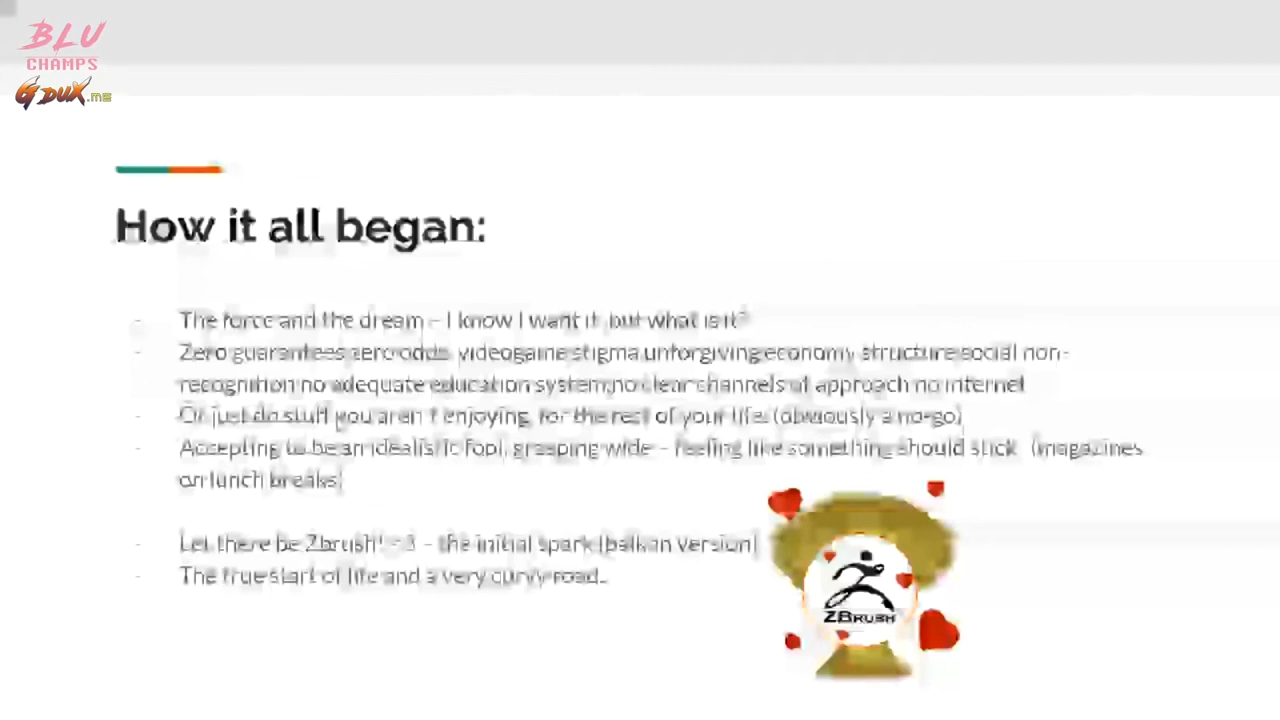 BLU
CHAMPS
G DUX.me
How it all began:
- The force and the dream – I know I want it, but what is it?
- Zero guarantees, zero odds, videogame stigma, unforgiving economy structure, social non-
recognition, no adequate education system, no clear channels of approach, no internet
- Or just do stuff you aren't enjoying, for the rest of your life. (obviously a no-go)
- Accepting to be an idealistic fool, grasping wide – feeling like something should stick (magazines
on lunch breaks)
- Let there be Zbrush! <3 – the initial spark (balkan version)
- The true start of life and a very curvy road..
ZBRUSH